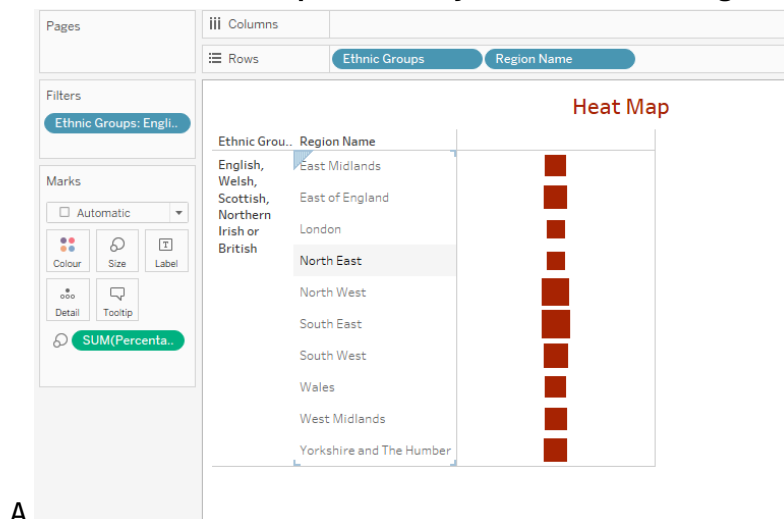 Pages
iii Columns
Rows
Ethnic Groups
Region Name
Filters
Ethnic Groups: Engli..
Marks
Automatic
Colour
Size
Label
Detail
Tooltip
SUM(Percenta..
Heat Map
Ethnic Grou..
Region Name
English,
Welsh,
Scottish,
Northern
Irish or
British
East Midlands
East of England
London
North East
North West
South East
South West
Wales
West Midlands
Yorkshire and The Humber
A